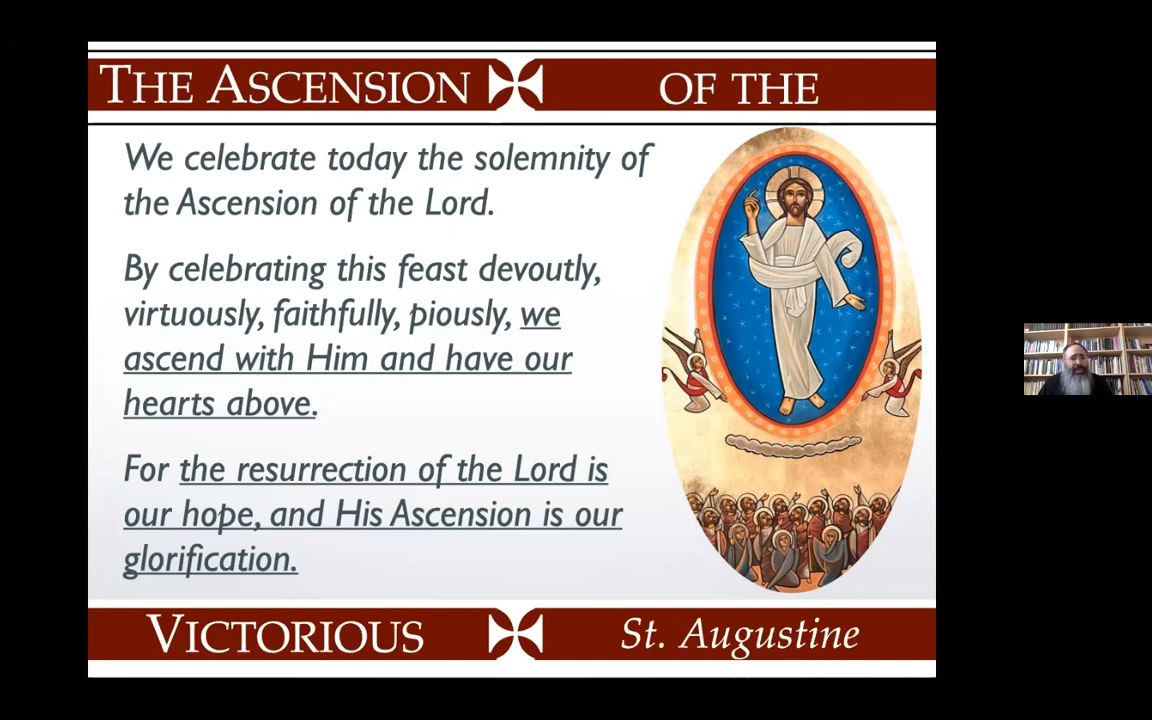 THE ASCENSION OF THE
We celebrate today the solemnity of
the Ascension of the Lord.
By celebrating this feast devoutly,
virtuously, faithfully, piously, we
ascend with Him and have our
hearts above.
For the resurrection of the Lord is
our hope, and His Ascension is our
glorification.
VICTORIOUS St. Augustine